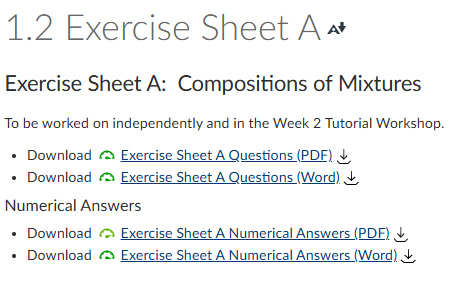 1.2 Exercise Sheet A
Exercise Sheet A:  Compositions of Mixtures
To be worked on independently and in the Week 2 Tutorial Workshop.
• Download Exercise Sheet A Questions (PDF)
• Download Exercise Sheet A Questions (Word)
Numerical Answers
• Download Exercise Sheet A Numerical Answers (PDF)
• Download Exercise Sheet A Numerical Answers (Word)